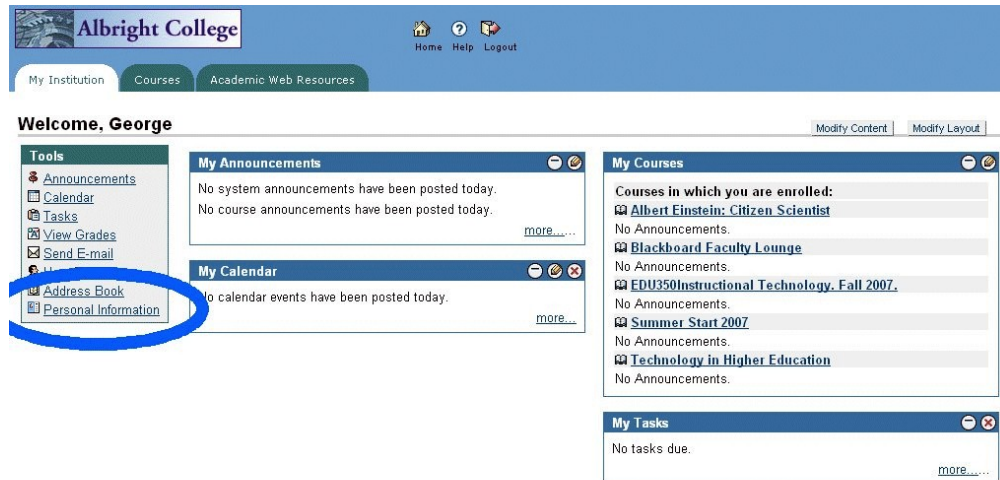 Albright College
Home Help Logout
My Institution Courses Academic Web Resources
Welcome, George
Modify Content Modify Layout
Tools
Announcements
Calendar
Tasks
View Grades
Send E-mail
Address Book
Personal Information
My Announcements
No system announcements have been posted today.
No course announcements have been posted today.
more......
My Calendar
No calendar events have been posted today.
more...
My Courses
Courses in which you are enrolled:
Albert Einstein: Citizen Scientist
No Announcements.
Blackboard Faculty Lounge
No Announcements.
EDU350Instructional Technology. Fall 2007.
Summer Start 2007
No Announcements.
Technology in Higher Education
No Announcements.
My Tasks
No tasks due.
more......